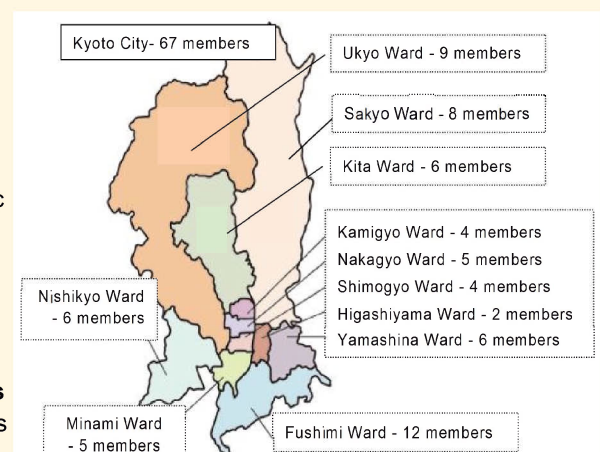 Kyoto City- 67 members
Ukyo Ward - 9 members
Sakyo Ward - 8 members
Kita Ward - 6 members
c
Kamigyo Ward - 4 members
Nakagyo Ward - 5 members
Shimogyo Ward - 4 members
Higashiyama Ward - 2 members
Yamashina Ward - 6 members
Nishikyo Ward
- 6 members
s
s
Minami Ward
- 5 members
Fushimi Ward - 12 members